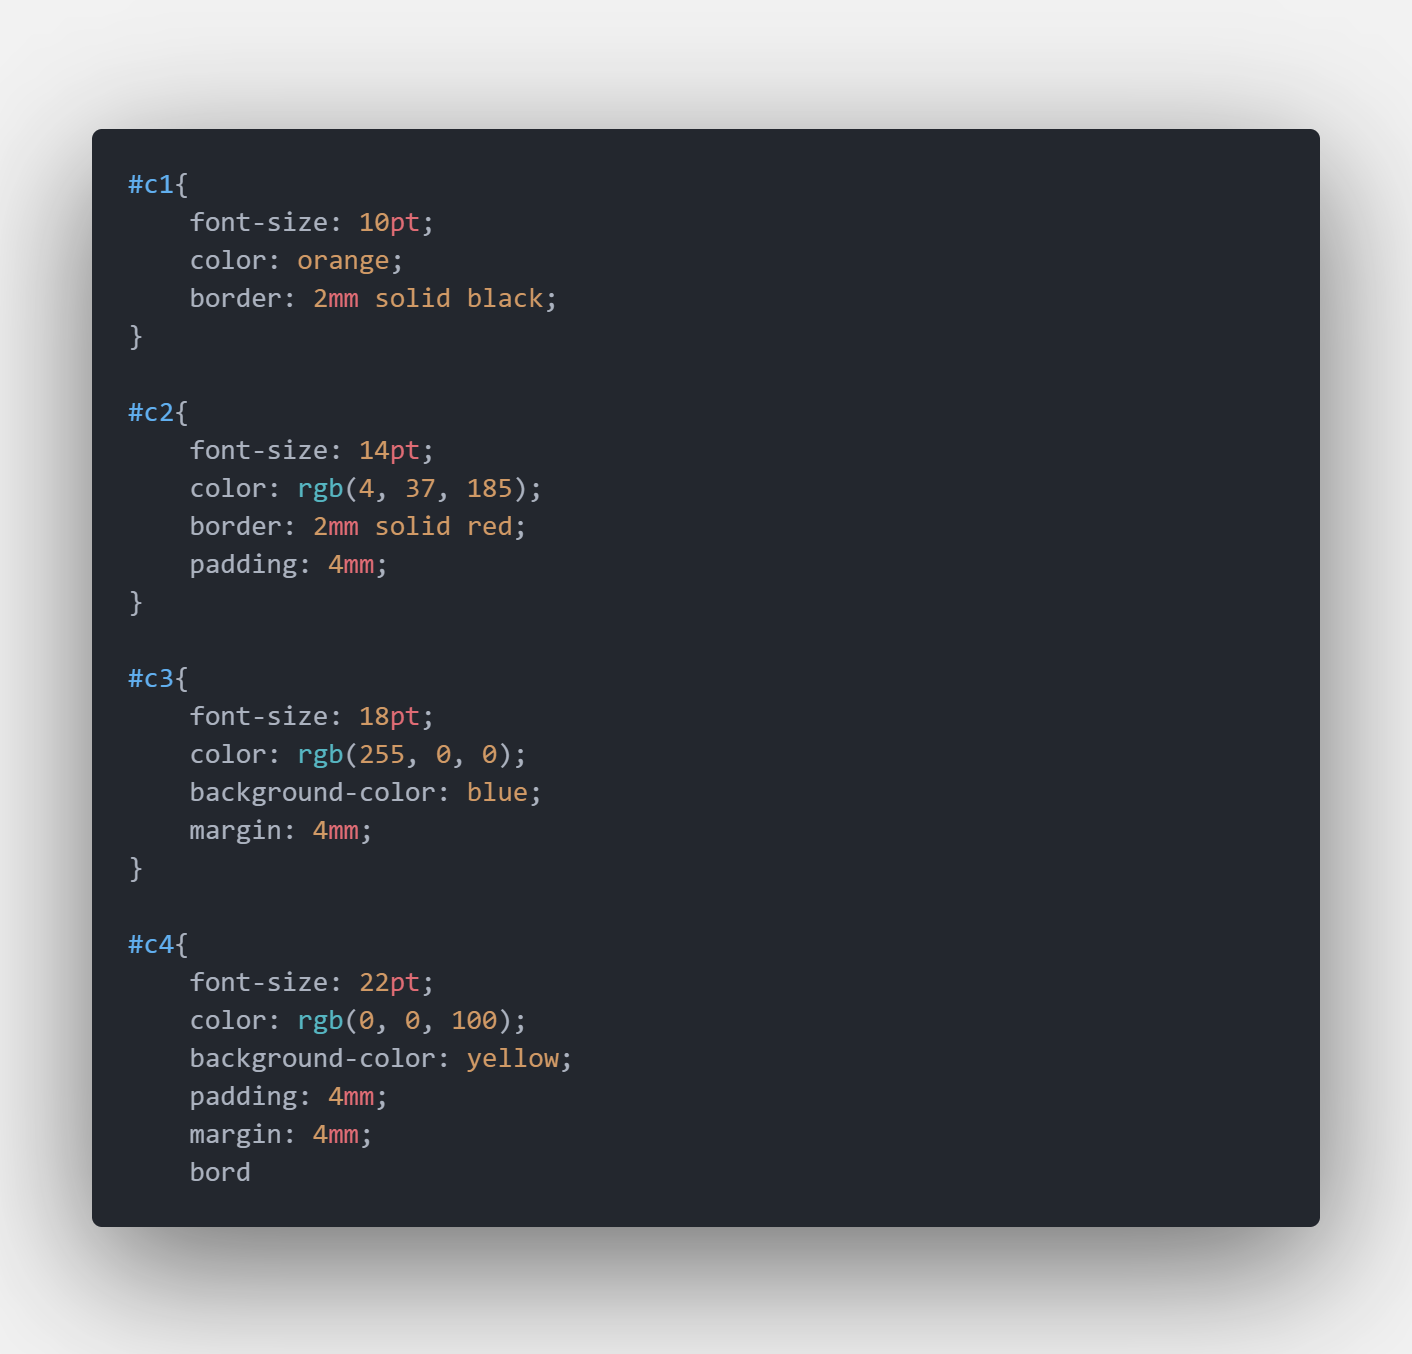 #c1{
    font-size: 10pt;
    color: orange;
    border: 2mm solid black;
}

#c2{
    font-size: 14pt;
    color: rgb(4, 37, 185);
    border: 2mm solid red;
    padding: 4mm;
}

#c3{
    font-size: 18pt;
    color: rgb(255, 0, 0);
    background-color: blue;
    margin: 4mm;
}

#c4{
    font-size: 22pt;
    color: rgb(0, 0, 100);
    background-color: yellow;
    padding: 4mm;
    margin: 4mm;
    bord